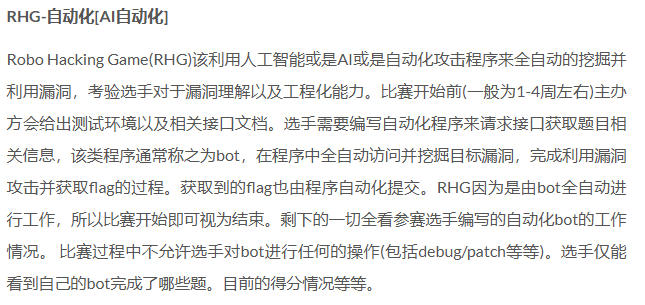 RHG-自动化[AI自动化]
Robo Hacking Game(RHG)该利用人工智能或是AI或是自动化攻击程序来全自动的挖掘并
利用漏洞，考验选手对于漏洞理解以及工程化能力。比赛开始前(一般为1-4周左右)主办
方会给出测试环境以及相关接口文档。选手需要编写自动化程序来请求接口获取题目相
关信息，该类程序通常称之为bot，在程序中全自动访问并挖掘目标漏洞，完成利用漏洞
攻击并获取flag的过程。获取到的flag也由程序自动化提交。RHG因为是由bot全自动进
行工作，所以比赛开始即可视为结束。剩下的一切全看参赛选手编写的自动化bot的工作
情况。 比赛过程中不允许选手对bot进行任何的操作(包括debug/patch等等)。选手仅能
看到自己的bot完成了哪些题。目前的得分情况等等。